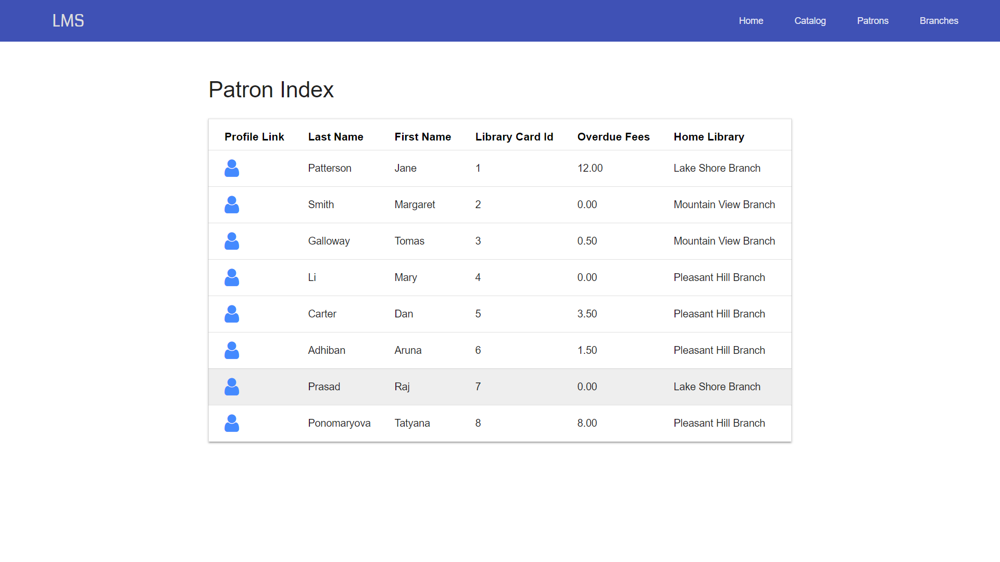 LMS Home Catalog Patrons Branches
Patron Index
Profile Link Last Name First Name Library Card Id Overdue Fees Home Library
Patterson Jane 1 12.00 Lake Shore Branch
Smith Margaret 2 0.00 Mountain View Branch
Galloway Tomas 3 0.50 Mountain View Branch
Li Mary 4 0.00 Pleasant Hill Branch
Carter Dan 5 3.50 Pleasant Hill Branch
Adhiban Aruna 6 1.50 Pleasant Hill Branch
Prasad Raj 7 0.00 Lake Shore Branch
Ponomaryova Tatyana 8 8.00 Pleasant Hill Branch